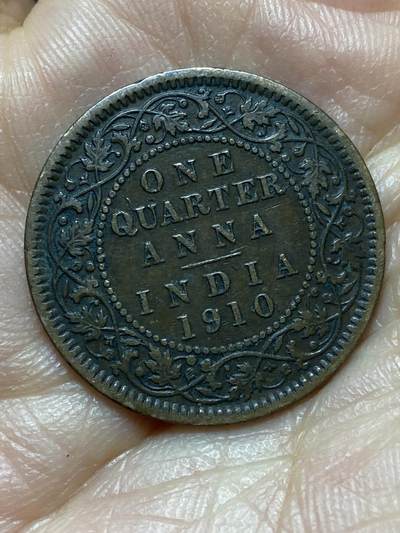 ONE
QUARTER
ANNA
INDIA
1910